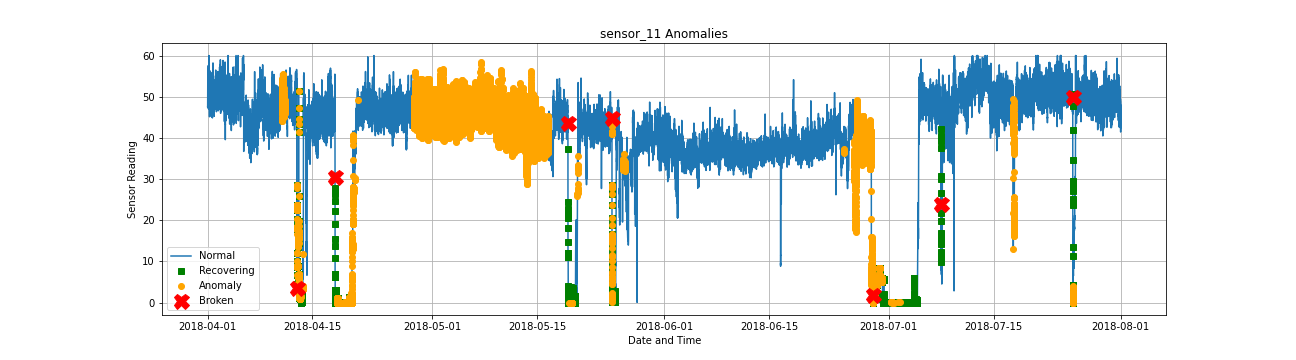 sensor_11 Anomalies
60
50
40
30
20
10
0
Sensor Reading
Normal
Recovering
Anomaly
Broken
2018-04-01 2018-04-15 2018-05-01 2018-05-15 2018-06-01 2018-06-15 2018-07-01 2018-07-15 2018-08-01
Date and Time